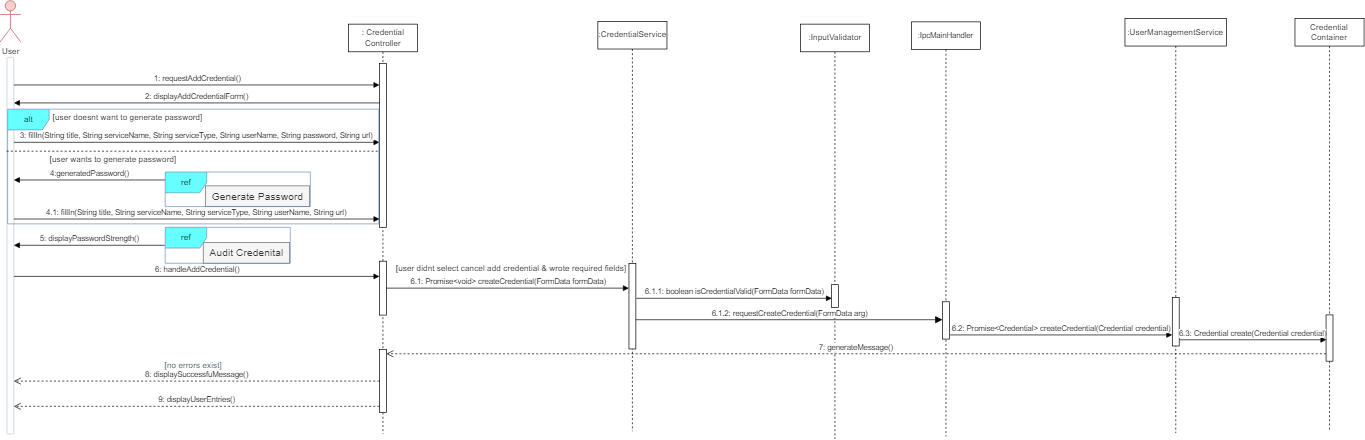 User
: Credential
Controller
:CredentialService
:InputValidator
:IpcMainHandler
:UserManagementService
Credential
Container
1: requestAddCredential()
2: displayAddCredentialForm()
alt
[user doesnt want to generate password]
3: fillIn(String title, String serviceName, String serviceType, String userName, String password, String url)
[user wants to generate password]
4:generatedPassword()
ref
Generate Password
4.1: fillIn(String title, String serviceName, String serviceType, String userName, String url)
ref
5: displayPasswordStrength()
Audit Credenital
6: handleAddCredential()
[user didnt select cancel add credential & wrote required fields]
6.1: Promise<void> createCredential(FormData formData)
6.1.1: boolean isCredentialValid(FormData formData)
6.1.2: requestCreateCredential(FormData arg)
6.2: Promise<Credential> createCredential(Credential credential)
6.3: Credential create(Credential credential)
7: generateMessage()
[no errors exist]
8: displaySuccessfuMessage()
9: displayUserEntries()